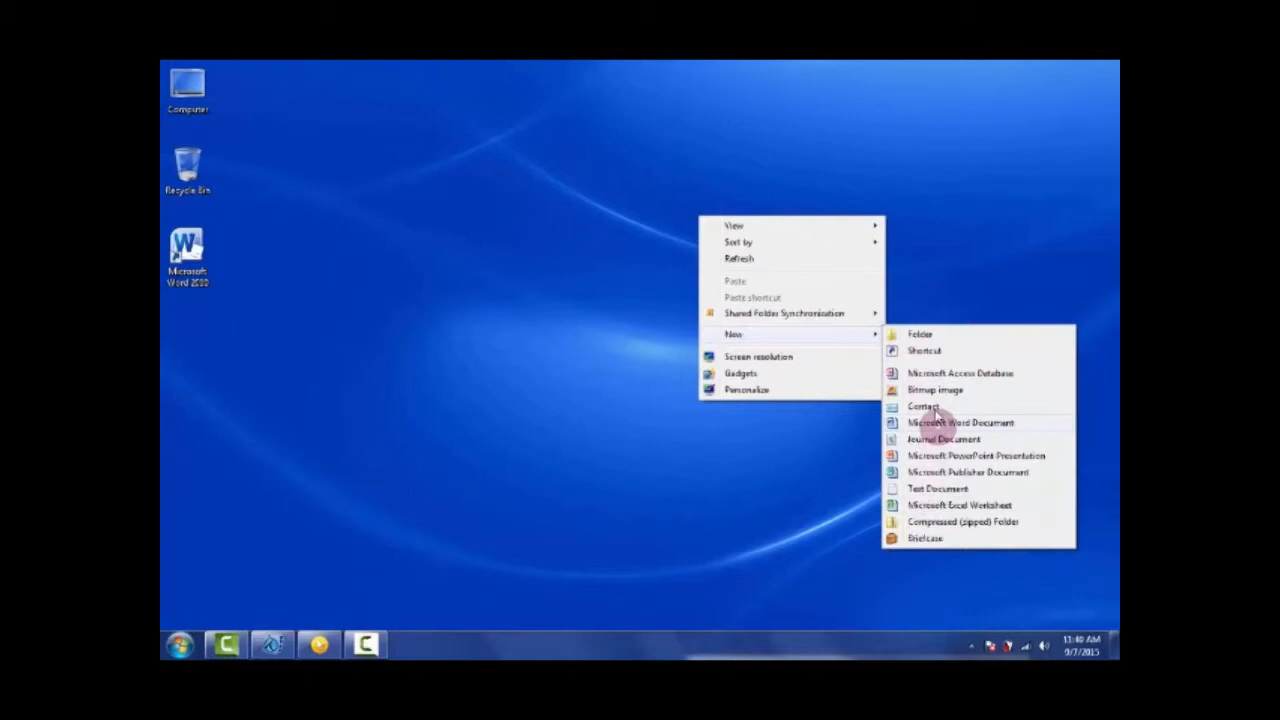 Computer
Recycle Bin
Microsoft
Word 2010
View
Sort by
Refresh
Paste
Paste shortcut
Shared Folder Synchronization
New
Screen resolution
Gadgets
Personalize
Folder
Shortcut
Microsoft Access Database
Bitmap image
Contact
Microsoft Word Document
Journal Document
Microsoft PowerPoint Presentation
Microsoft Publisher Document
Text Document
Microsoft Excel Worksheet
Compressed (zipped) Folder
Briefcase
11:40 AM
9/7/2015